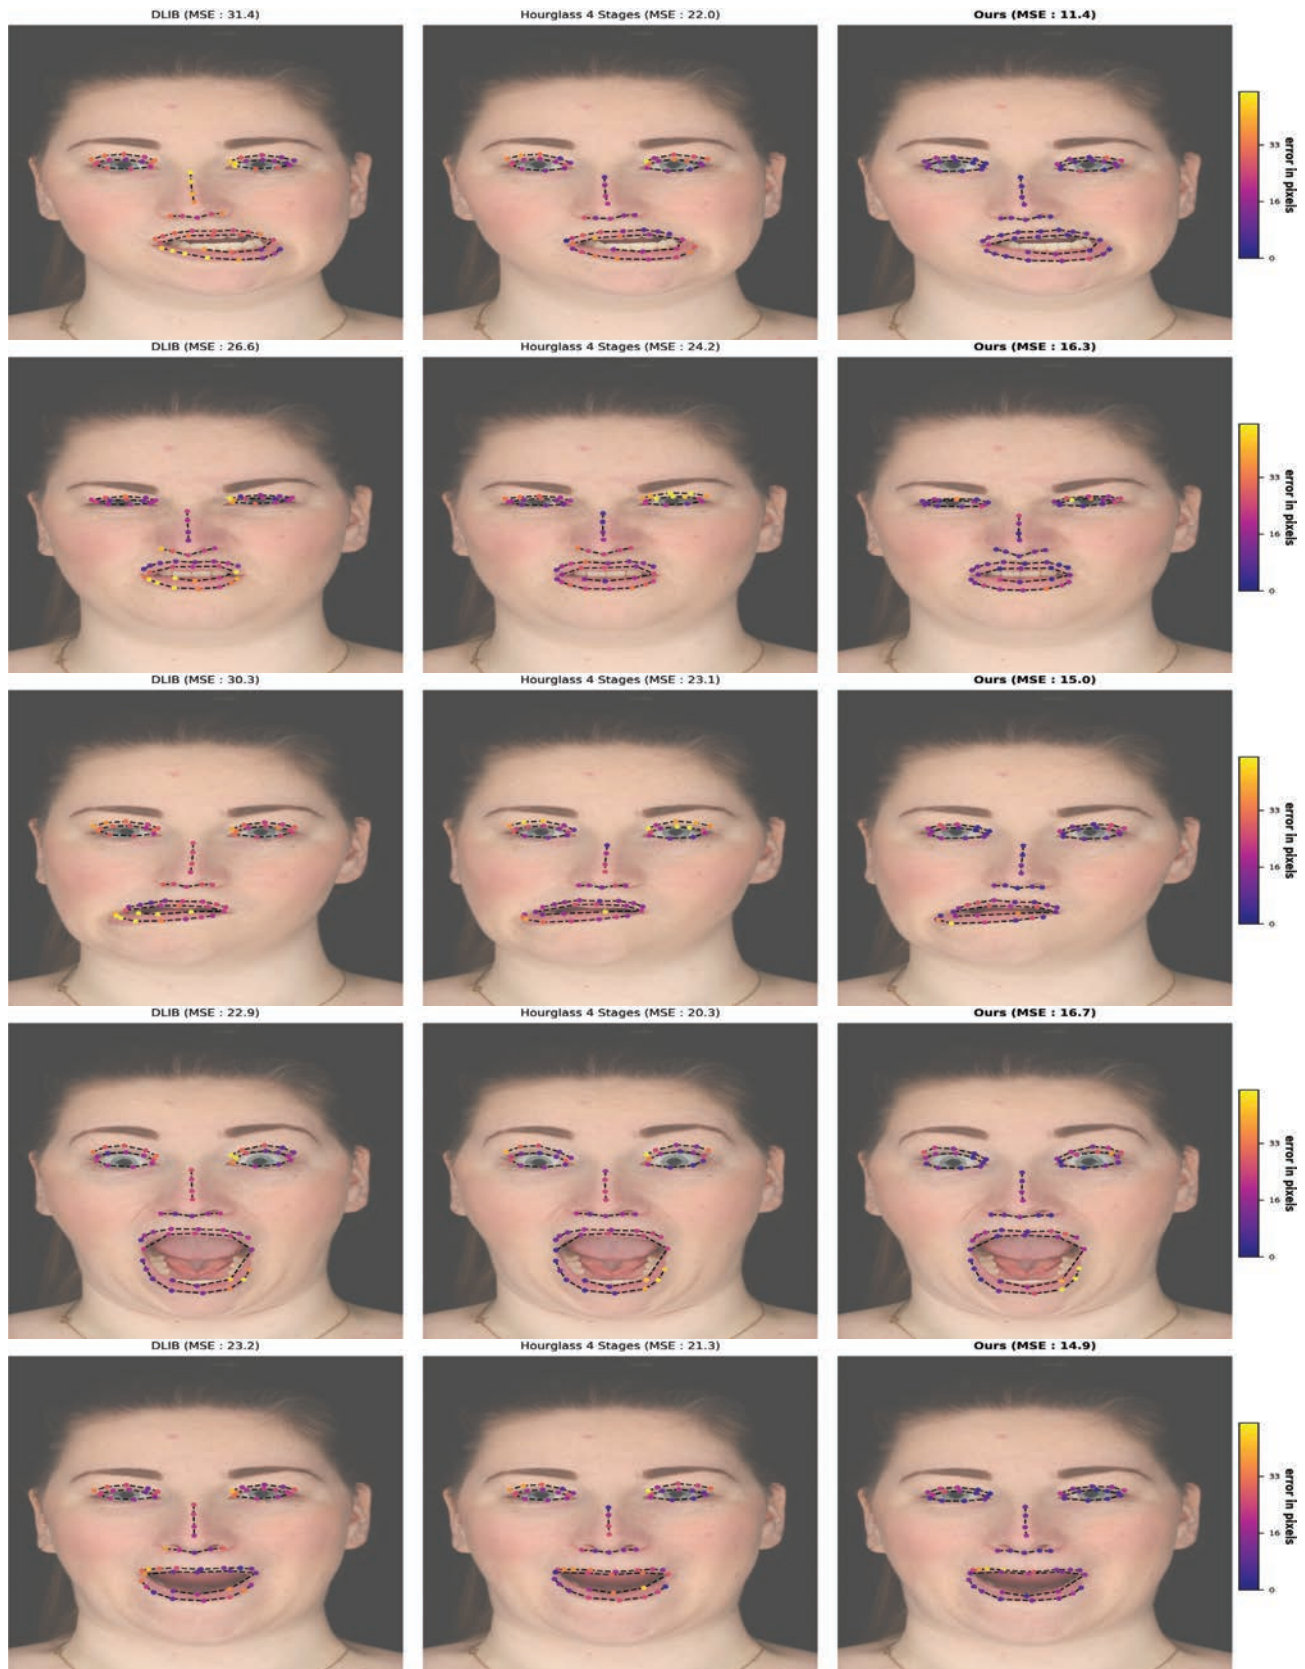 DLIB (MSE : 31.4)
Hourglass 4 Stages (MSE : 22.0)
Ours (MSE : 11.4)
33
16
0
error in pixels
DLIB (MSE : 26.6)
Hourglass 4 Stages (MSE : 24.2)
Ours (MSE : 16.3)
33
16
0
error in pixels
DLIB (MSE : 30.3)
Hourglass 4 Stages (MSE : 23.1)
Ours (MSE : 15.0)
33
16
0
error in pixels
DLIB (MSE : 22.9)
Hourglass 4 Stages (MSE : 20.3)
Ours (MSE : 16.7)
33
16
0
error in pixels
DLIB (MSE : 23.2)
Hourglass 4 Stages (MSE : 21.3)
Ours (MSE : 14.9)
33
16
0
error in pixels